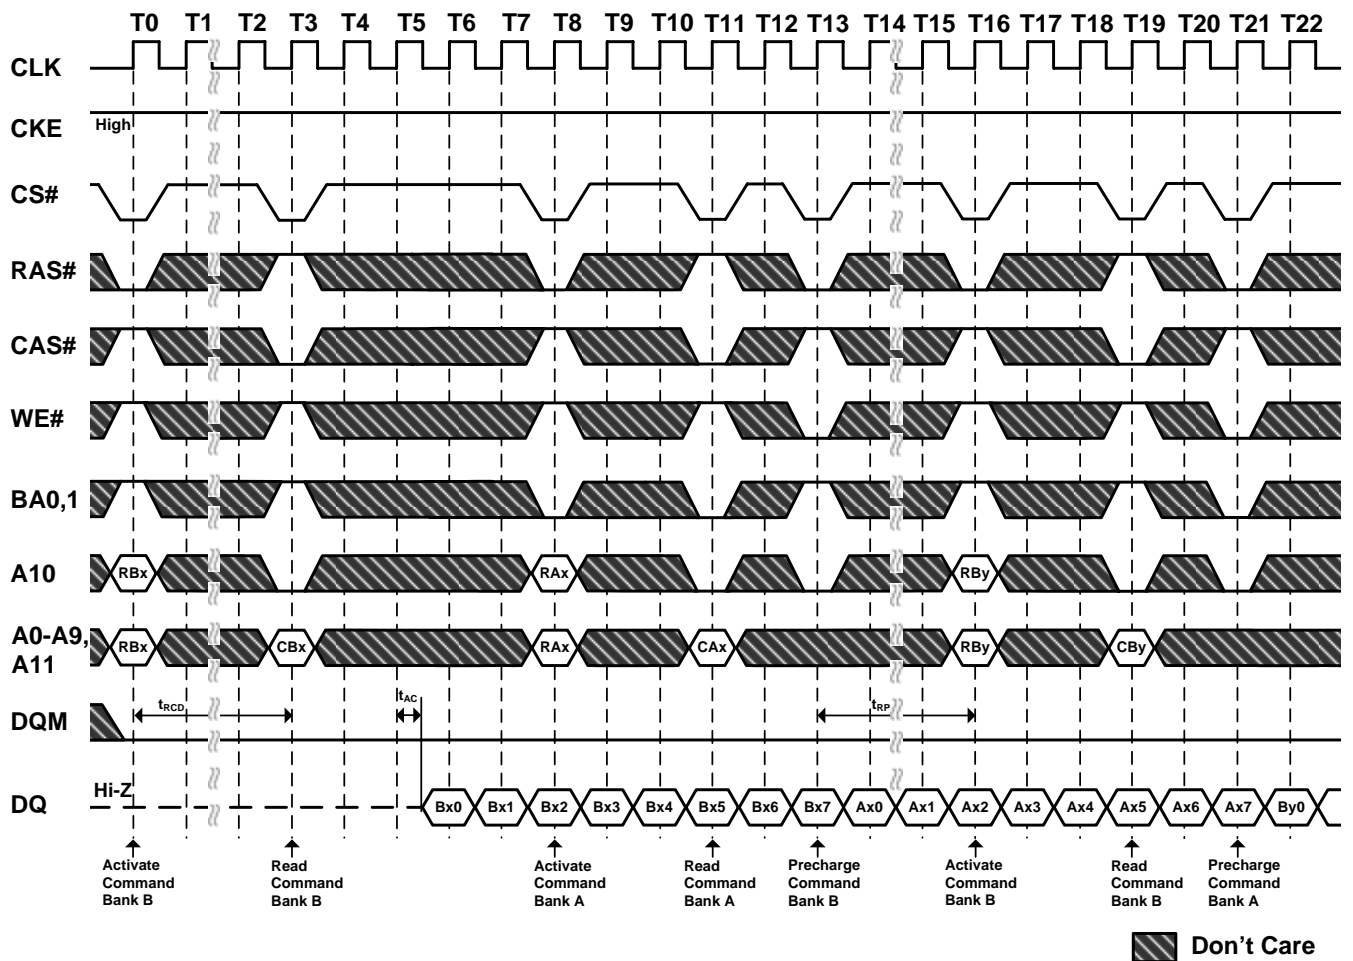 T0 T1 T2 T3 T4 T5 T6 T7 T8 T9 T10 T11 T12 T13 T14 T15 T16 T17 T18 T19 T20 T21 T22
CLK
CKE High
CS#
RAS#
CAS#
WE#
BA0,1
A10 RBx RAx RBy
A0-A9, A11 RBx CBx RAx CAx RBy CBy
DQM tRCD tAC tRP
DQ Hi-Z Bx0 Bx1 Bx2 Bx3 Bx4 Bx5 Bx6 Bx7 Ax0 Ax1 Ax2 Ax3 Ax4 Ax5 Ax6 Ax7 By0
Activate
Command
Bank B
Read
Command
Bank B
Activate
Command
Bank A
Read
Command
Bank A
Precharge
Command
Bank B
Activate
Command
Bank B
Read
Command
Bank B
Precharge
Command
Bank A
Don't Care